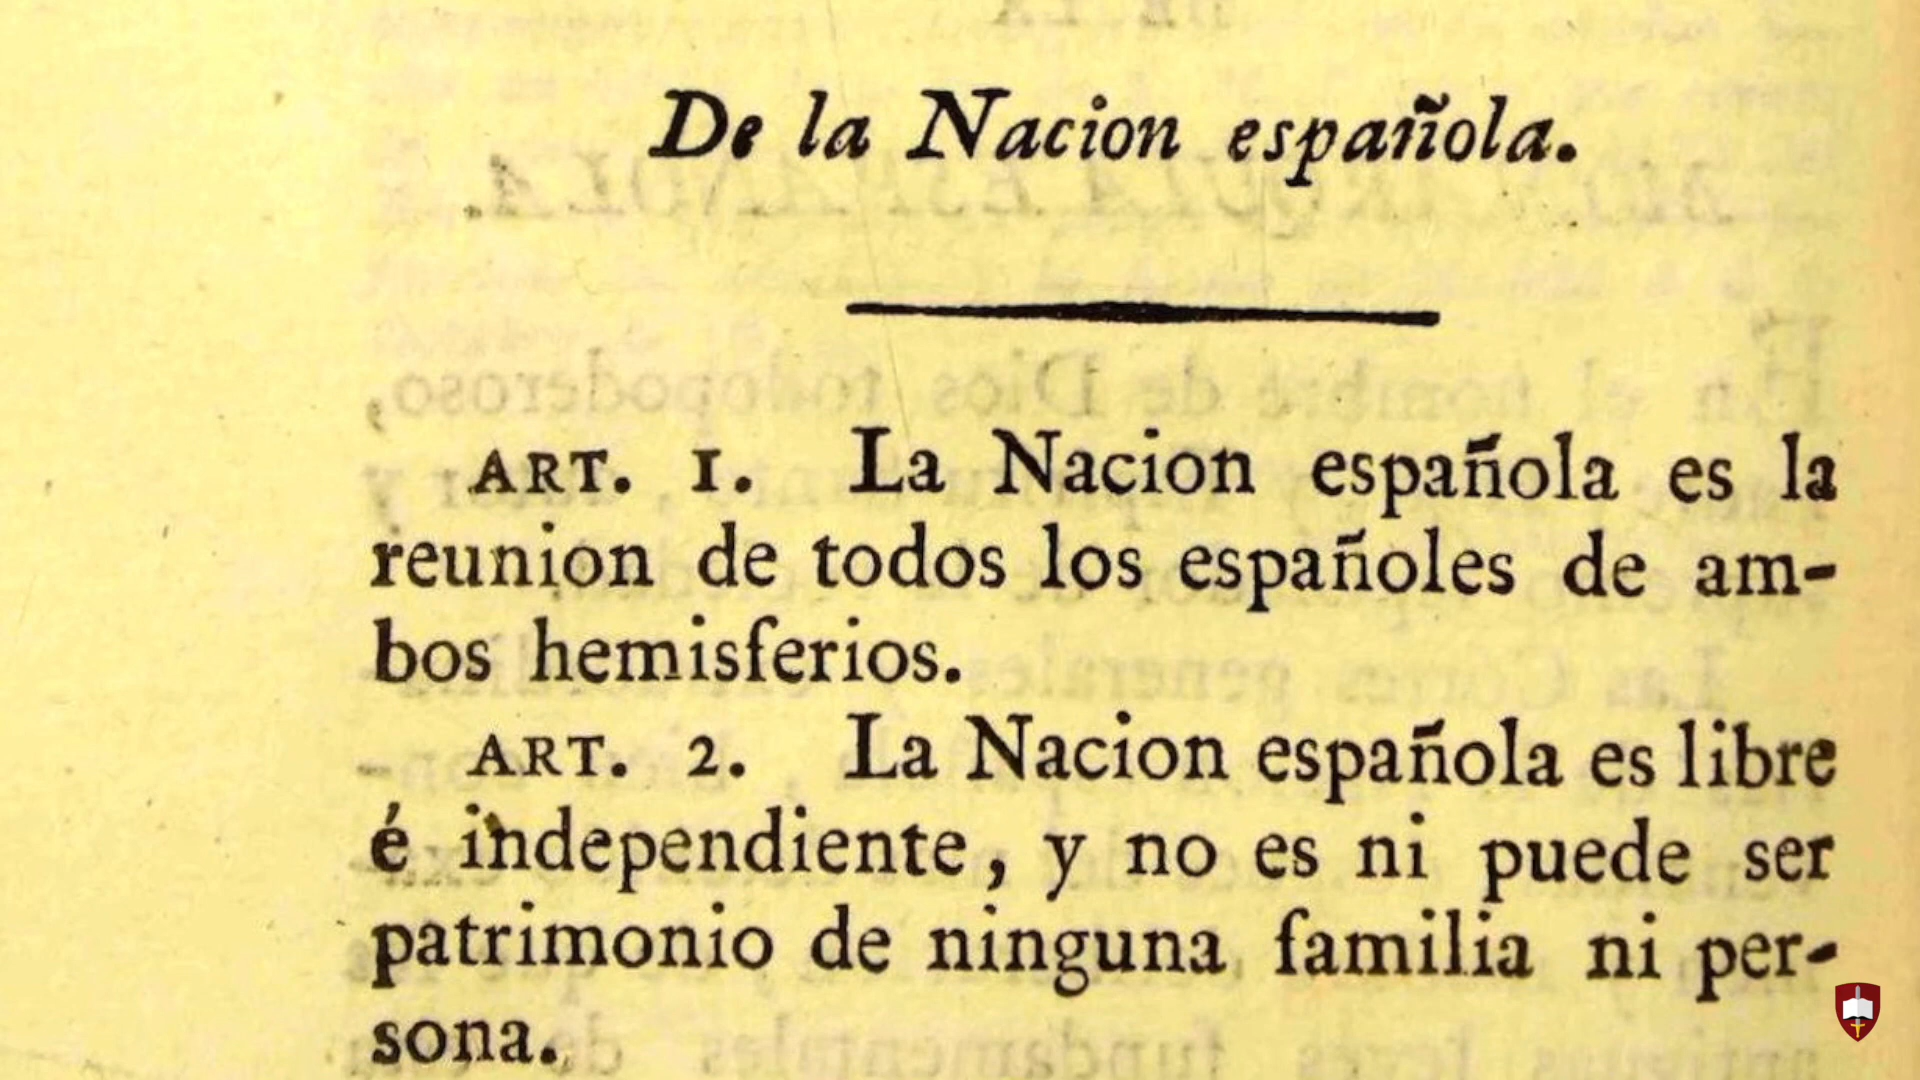 De la Nacion española.
ART. 1. La Nacion española es la
reunion de todos los españoles de am-
bos hemisferios.
ART. 2. La Nacion española es libre
é independiente, y no es ni puede ser
patrimonio de ninguna familia ni per-
sona.